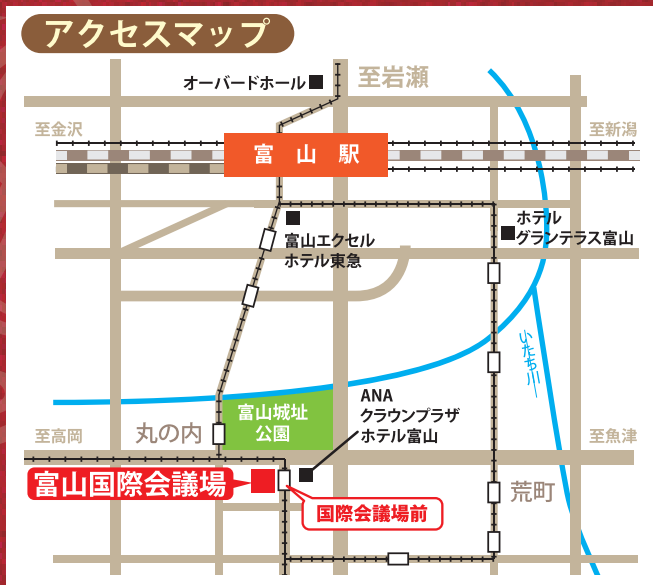 アクセスマップ
オーバードホール
至岩瀬
至金沢
至新潟
富山駅
ホテル
グランテラス富山
富山エクセル
ホテル東急
いたち川
ANA
クラウンプラザ
ホテル富山
富山城址
公園
至高岡
丸の内
至魚津
富山国際会議場
荒町
国際会議場前